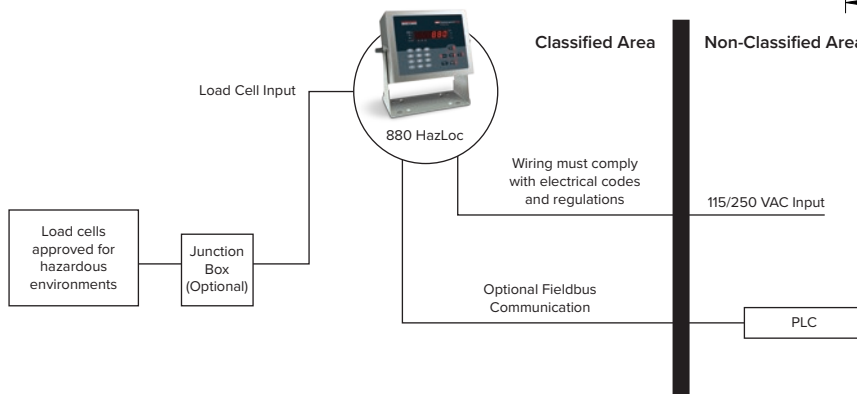 Classified Area
Non-Classified Area
Load Cell Input
880 HazLoc
Wiring must comply
with electrical codes
and regulations
115/250 VAC Input
Load cells
approved for
hazardous
environments
Junction
Box
(Optional)
Optional Fieldbus
Communication
PLC